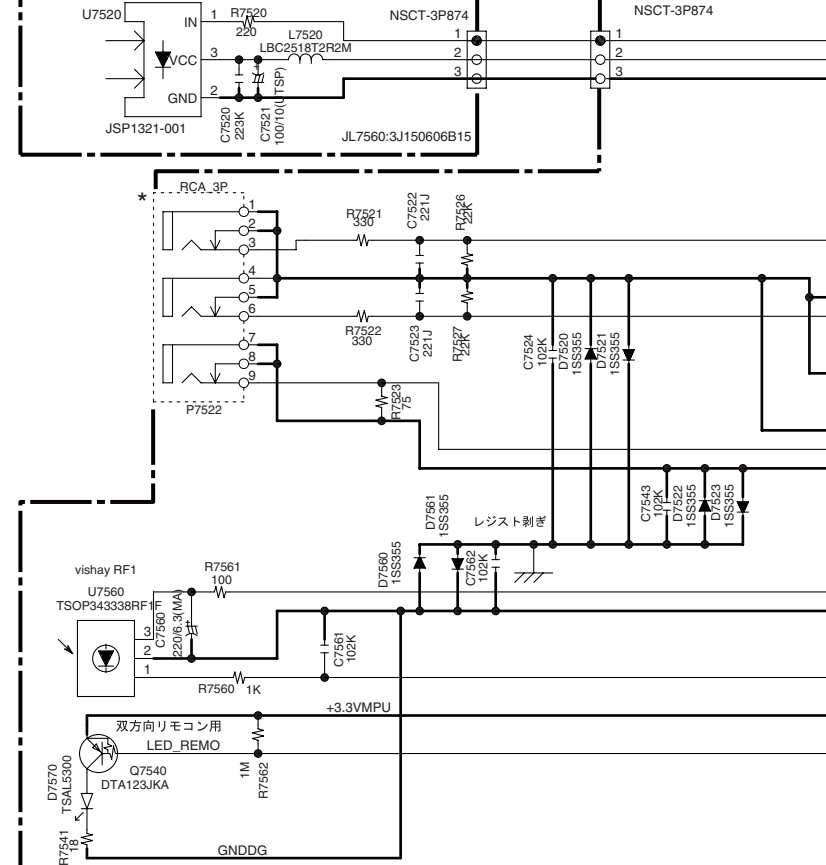 U7520
IN
1
R7520
220
L7520
LBC2518T2R2M
VCC
3
GND
2
C7520
223K
C7521
100/10(UTSP)
JSP1321-001
NSCT-3P874
1
2
3
NSCT-3P874
1
2
3
JL7560:3J150606B15
*
RCA_3P
1
2
3
4
5
6
7
8
9
P7522
R7521
330
C7522
221J
R7526
22K
R7522
330
C7523
221J
R7527
22K
C7524
102K
D7520
1SS355
D7521
1SS355
R7523
75
C7543
102K
D7522
1SS355
D7523
1SS355
D7561
1SS355
レジスト剥ぎ
D7560
1SS355
C7562
102K
vishay RF1
U7560
TSOP343338RF1F
3
2
1
C7560
220/6.3(MA)
R7561
100
C7561
102K
R7560
1K
+3.3VMPU
双方向リモコン用
LED_REMO
Q7540
DTA123JKA
1M
R7562
D7570
TSAL5300
R7541
18
GNDDG